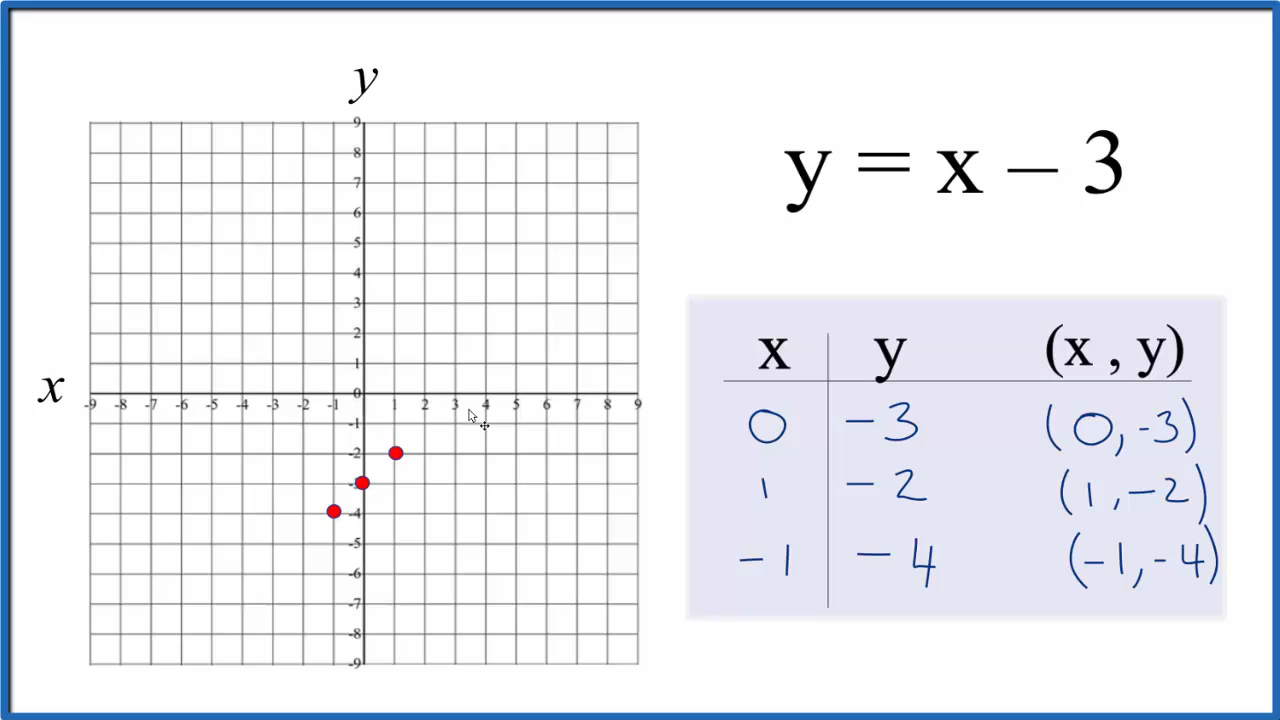 y
y = x – 3
9
8
7
6
5
4
3
2
1
x
0
-9 -8 -7 -6 -5 -4 -3 -2 -1 1 2 3 4 5 6 7 8 9
-1
-2
-4
-5
-6
-7
-8
-9
x y (x , y)
0 -3 (0, -3)
1 -2 (1, -2)
-1 -4 (-1, -4)